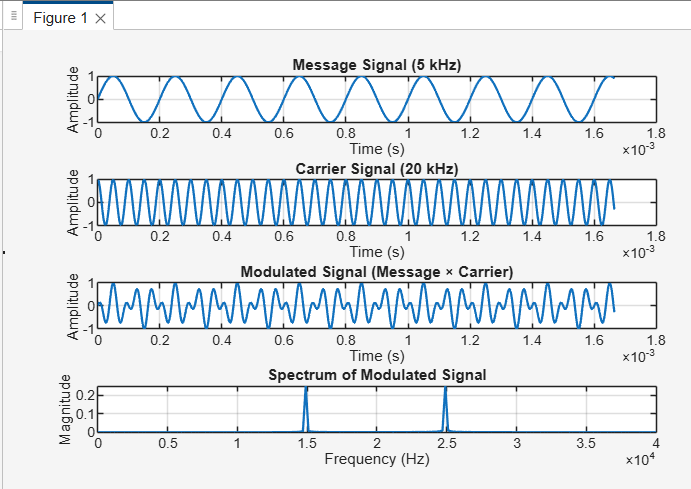 Figure 1 ×
Message Signal (5 kHz)
Amplitude
1
0
-1
0 0.2 0.4 0.6 0.8 1 1.2 1.4 1.6 1.8
Time (s)
×10-3
Carrier Signal (20 kHz)
Amplitude
1
0
-1
0 0.2 0.4 0.6 0.8 1 1.2 1.4 1.6 1.8
Time (s)
×10-3
Modulated Signal (Message × Carrier)
Amplitude
1
0
-1
0 0.2 0.4 0.6 0.8 1 1.2 1.4 1.6 1.8
Time (s)
×10-3
Spectrum of Modulated Signal
Magnitude
0.2
0.1
0
0 0.5 1 1.5 2 2.5 3 3.5 4
Frequency (Hz)
×104